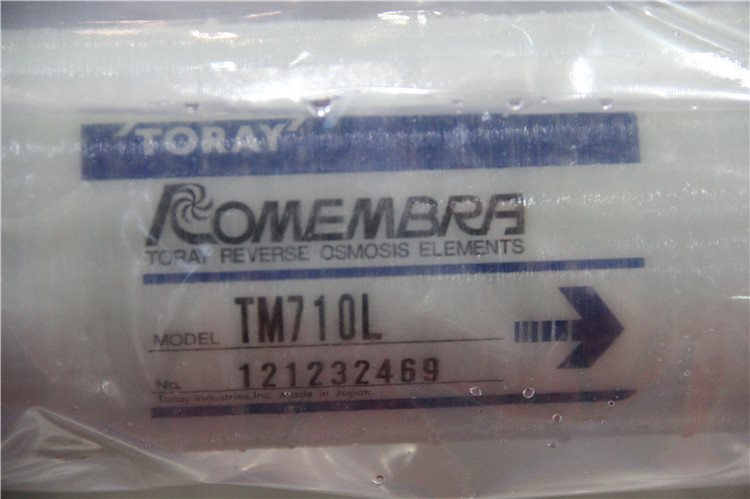 TORAY
ROMEMBRA
TORAY REVERSE OSMOSIS ELEMENTS
MODEL TM710L
No. 121232469
Toray Industries, Inc. Made in Japan.